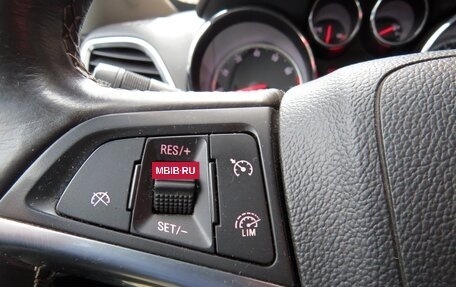 RES/+
MBIB·RU
SET/-
LIM